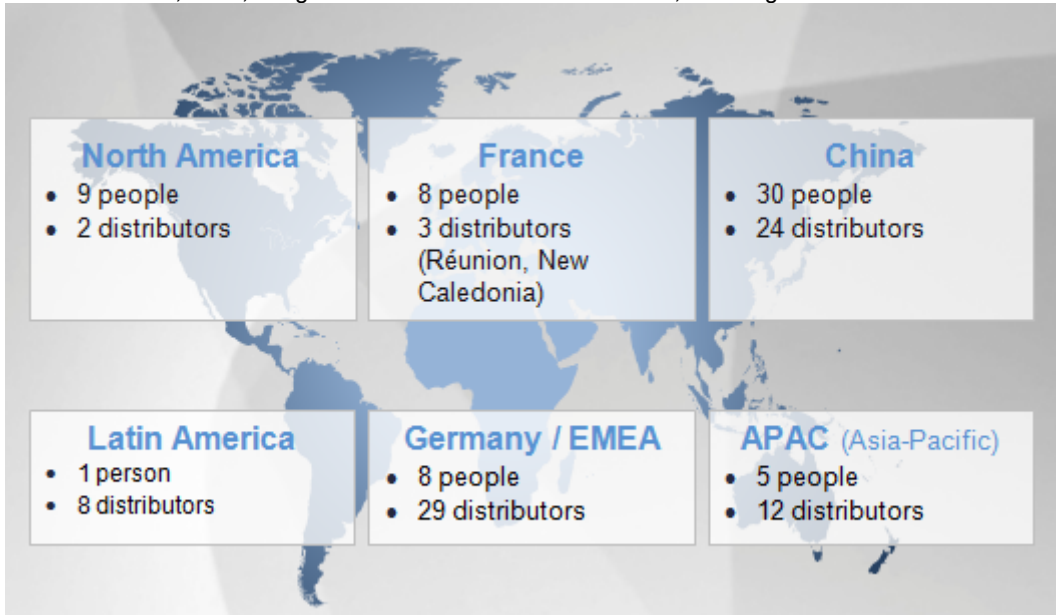 North America
• 9 people
• 2 distributors
France
• 8 people
• 3 distributors
(Réunion, New
Caledonia)
China
• 30 people
• 24 distributors
Latin America
• 1 person
• 8 distributors
Germany / EMEA
• 8 people
• 29 distributors
APAC (Asia-Pacific)
• 5 people
• 12 distributors